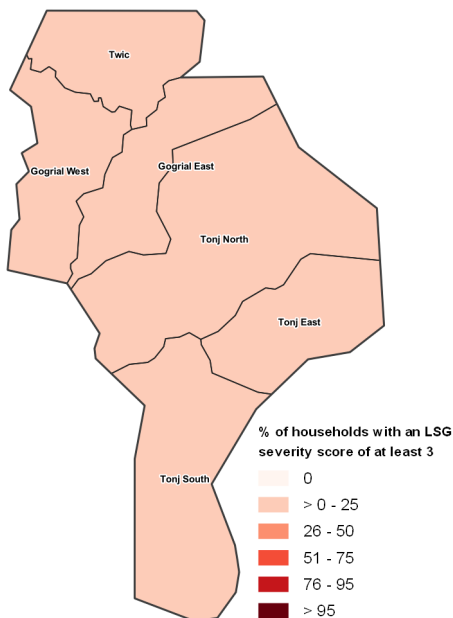 Twic
Gogrial West
Gogrial East
Tonj North
Tonj East
Tonj South
% of households with an LSG
severity score of at least 3
0
> 0 - 25
26 - 50
51 - 75
76 - 95
> 95